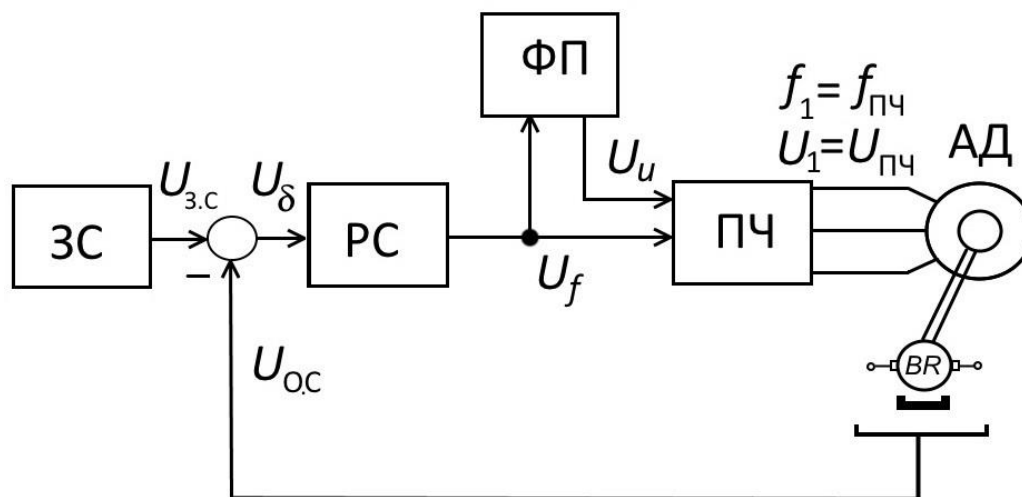 ФП
f₁= fПЧ
U₁=UПЧ
АД
Uз.с
Uδ
Uu
ЗС
РС
ПЧ
–
Uf
Uо.с
BR